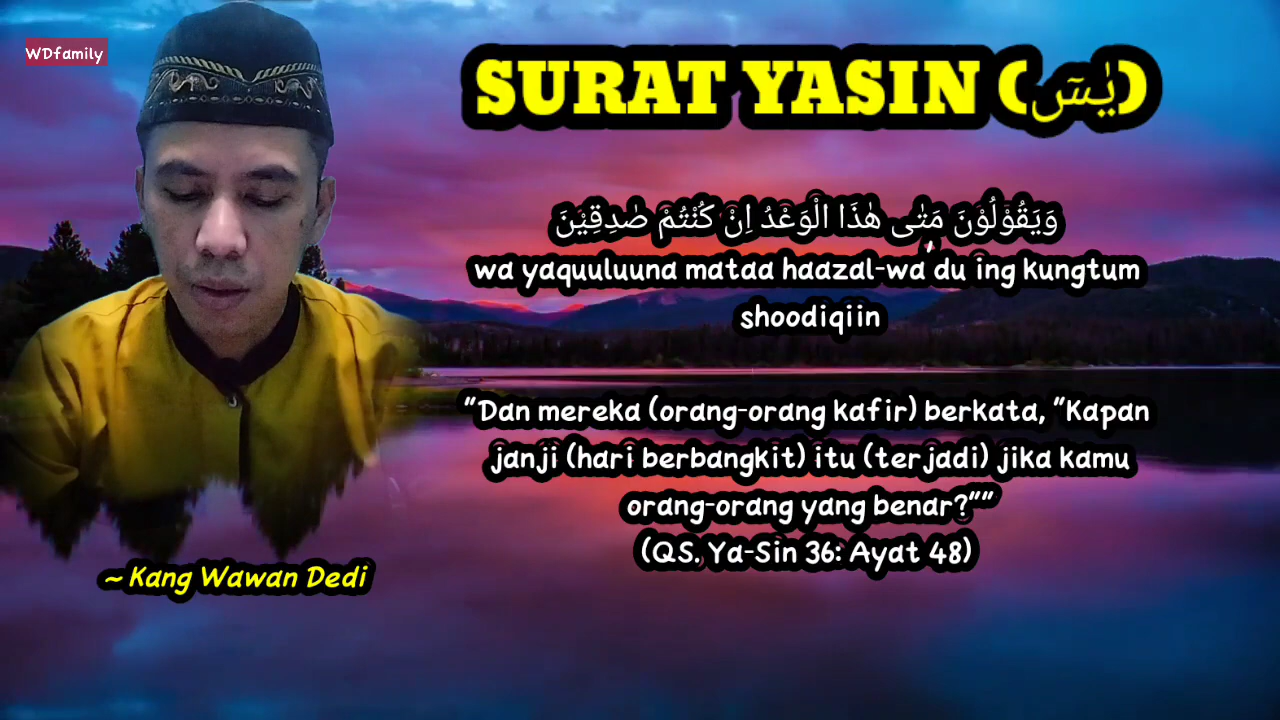 WDfamily
SURAT YASIN (يٰسۤ)
وَيَقُوْلُوْنَ مَتٰى هٰذَا الْوَعْدُ اِنْ كُنْتُمْ صٰدِقِيْنَ
wa yaquuluuna mataa haazal-wa'du ing kungtum
shoodiqiin
"Dan mereka (orang-orang kafir) berkata, "Kapan
janji (hari berbangkit) itu (terjadi) jika kamu
orang-orang yang benar?""
(QS. Ya-Sin 36: Ayat 48)
~ Kang Wawan Dedi